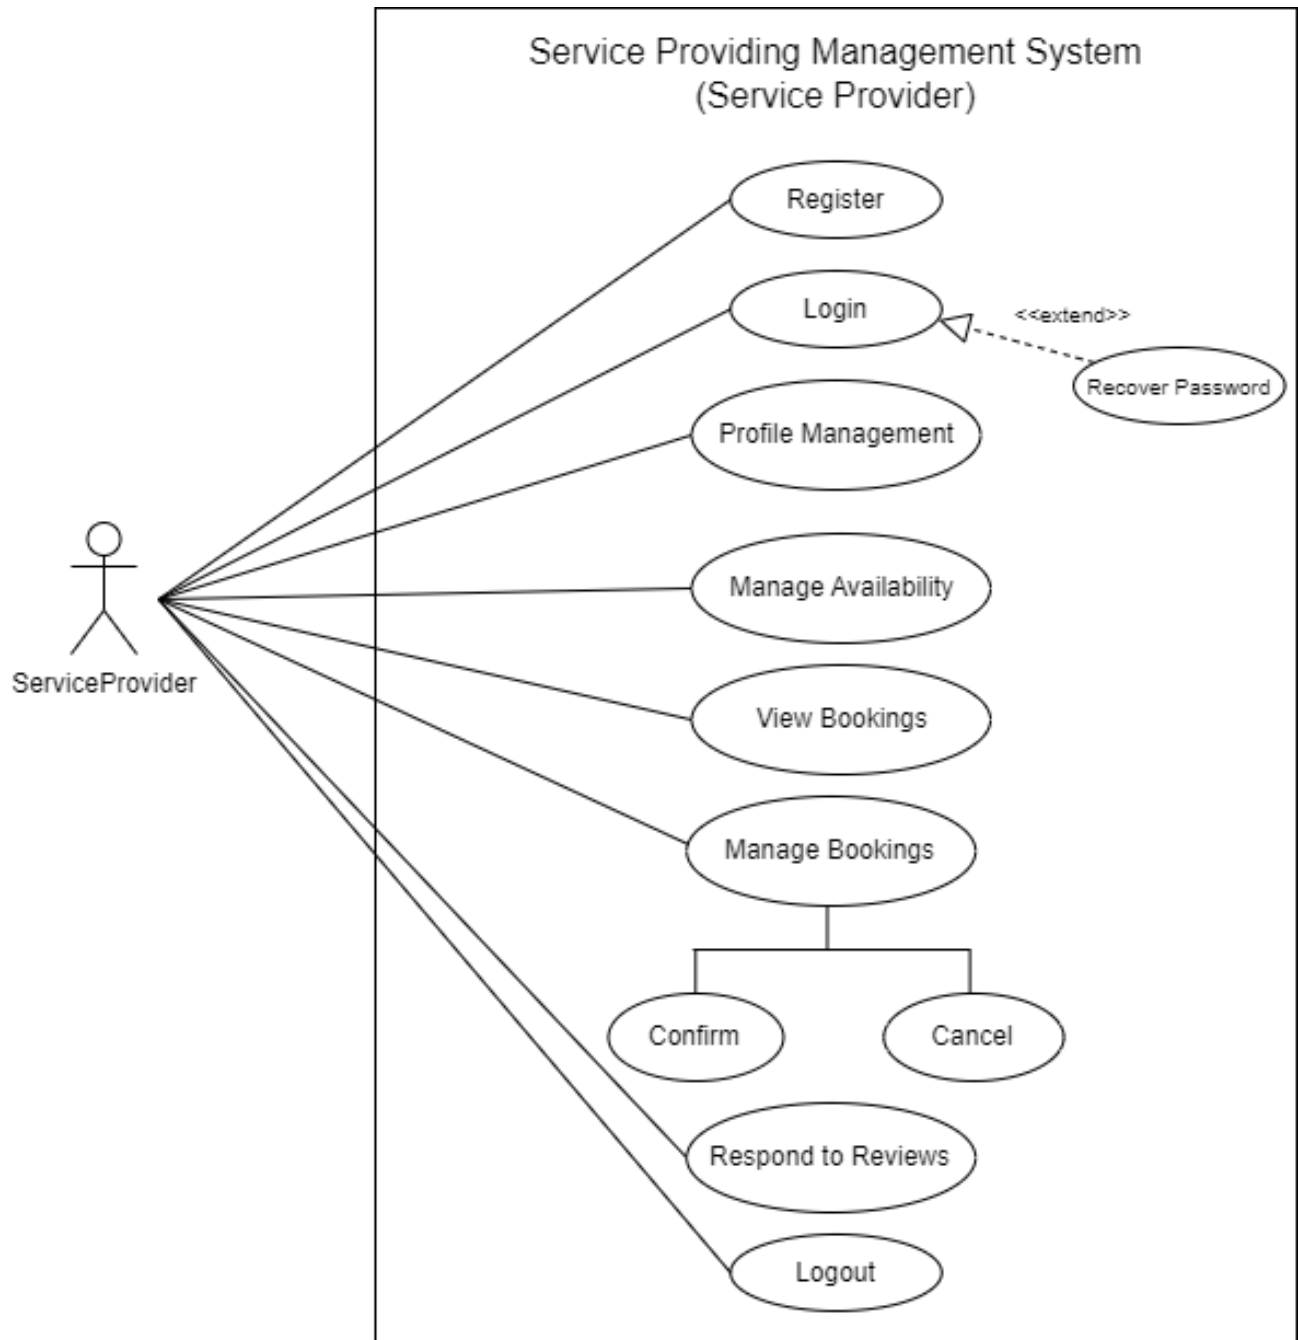 Service Providing Management System
(Service Provider)
Register
Login
<<extend>>
Recover Password
Profile Management
Manage Availability
ServiceProvider
View Bookings
Manage Bookings
Confirm
Cancel
Respond to Reviews
Logout